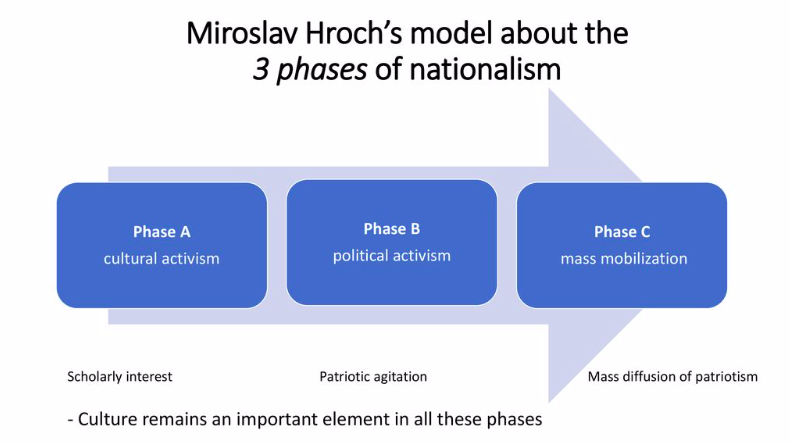 Miroslav Hroch's model about the
3 phases of nationalism
Phase A
cultural activism
Phase B
political activism
Phase C
mass mobilization
Scholarly interest
Patriotic agitation
Mass diffusion of patriotism
- Culture remains an important element in all these phases